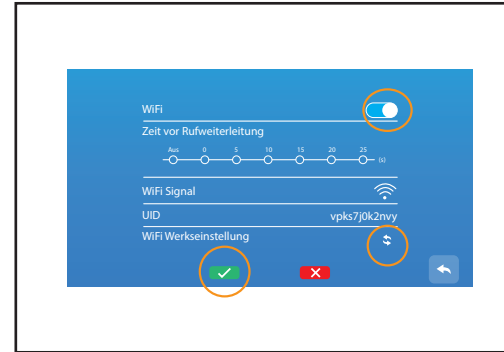 WiFi
Zeit vor Rufweiterleitung
Aus 0 5 10 15 20 25
(s)
WiFi Signal
UID vpks7j0k2nvy
WiFi Werkseinstellung